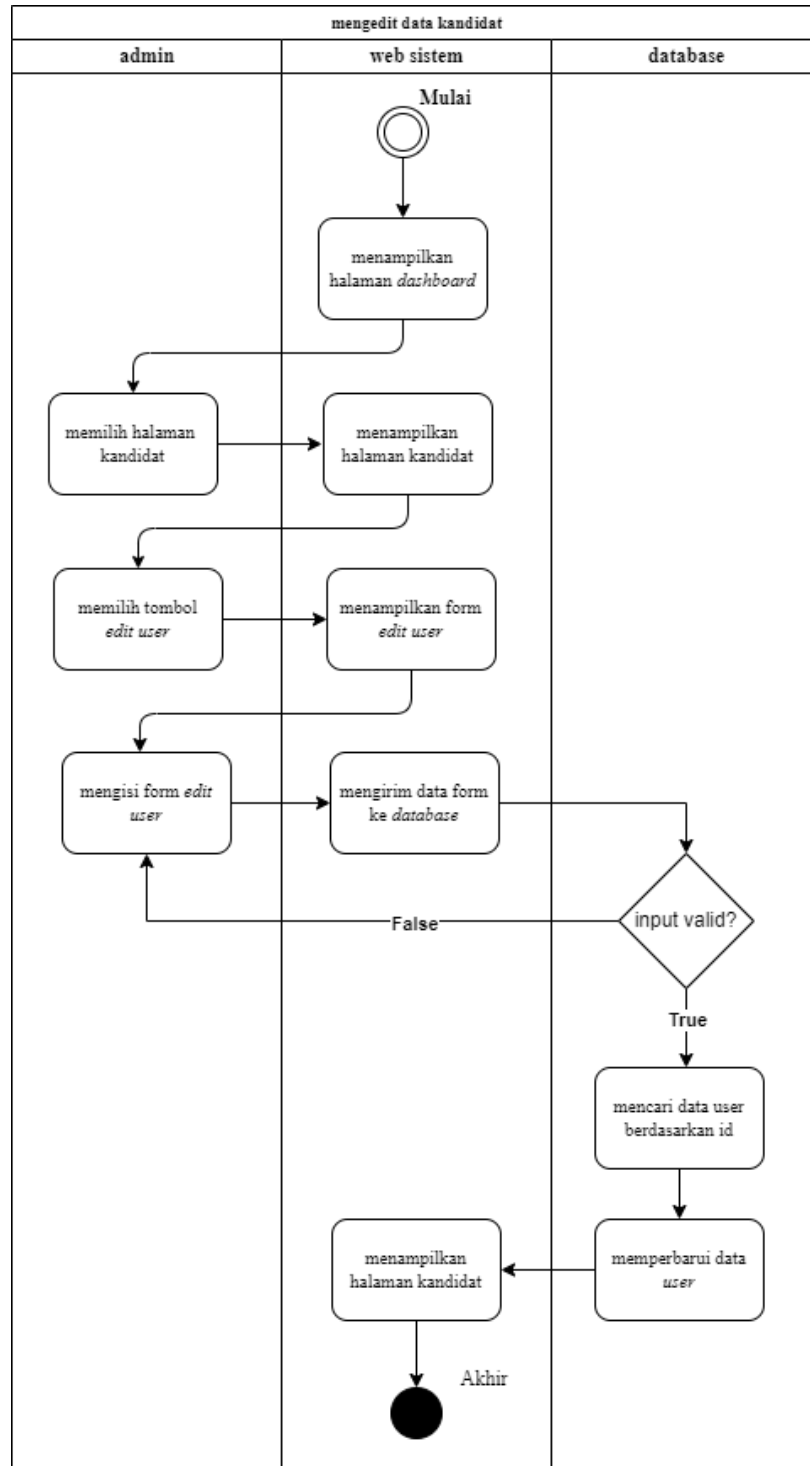 mengedit data kandidat
admin
web sistem
database
Mulai
menampilkan
halaman dashboard
memilih halaman
kandidat
menampilkan
halaman kandidat
memilih tombol
edit user
menampilkan form
edit user
mengisi form edit
user
mengirim data form
ke database
input valid?
False
True
mencari data user
berdasarkan id
menampilkan
halaman kandidat
memperbarui data
user
Akhir